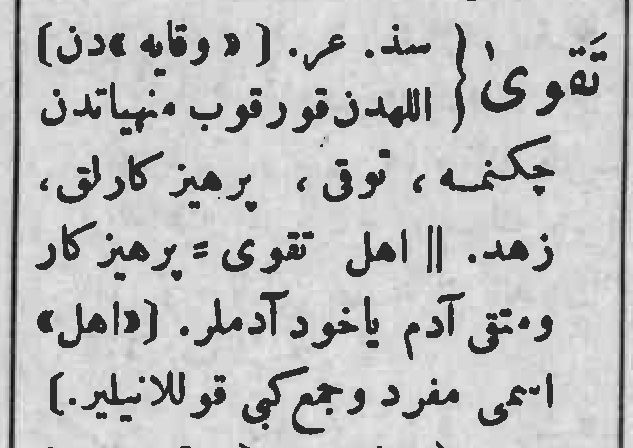 تَقْوىٰ { سذ. عر. [ « وقايه » دن ]
اللهدن قورقوب منهياتدن
چكنمسه ، توقى ، پرهيز كارلق ،
زهد. || اهل تقوى = پرهيز كار
ومتقى آدم ياخود آدملر. [ « اهل »
اسمى مفرد وجمع كبى قوللانيلير. ]